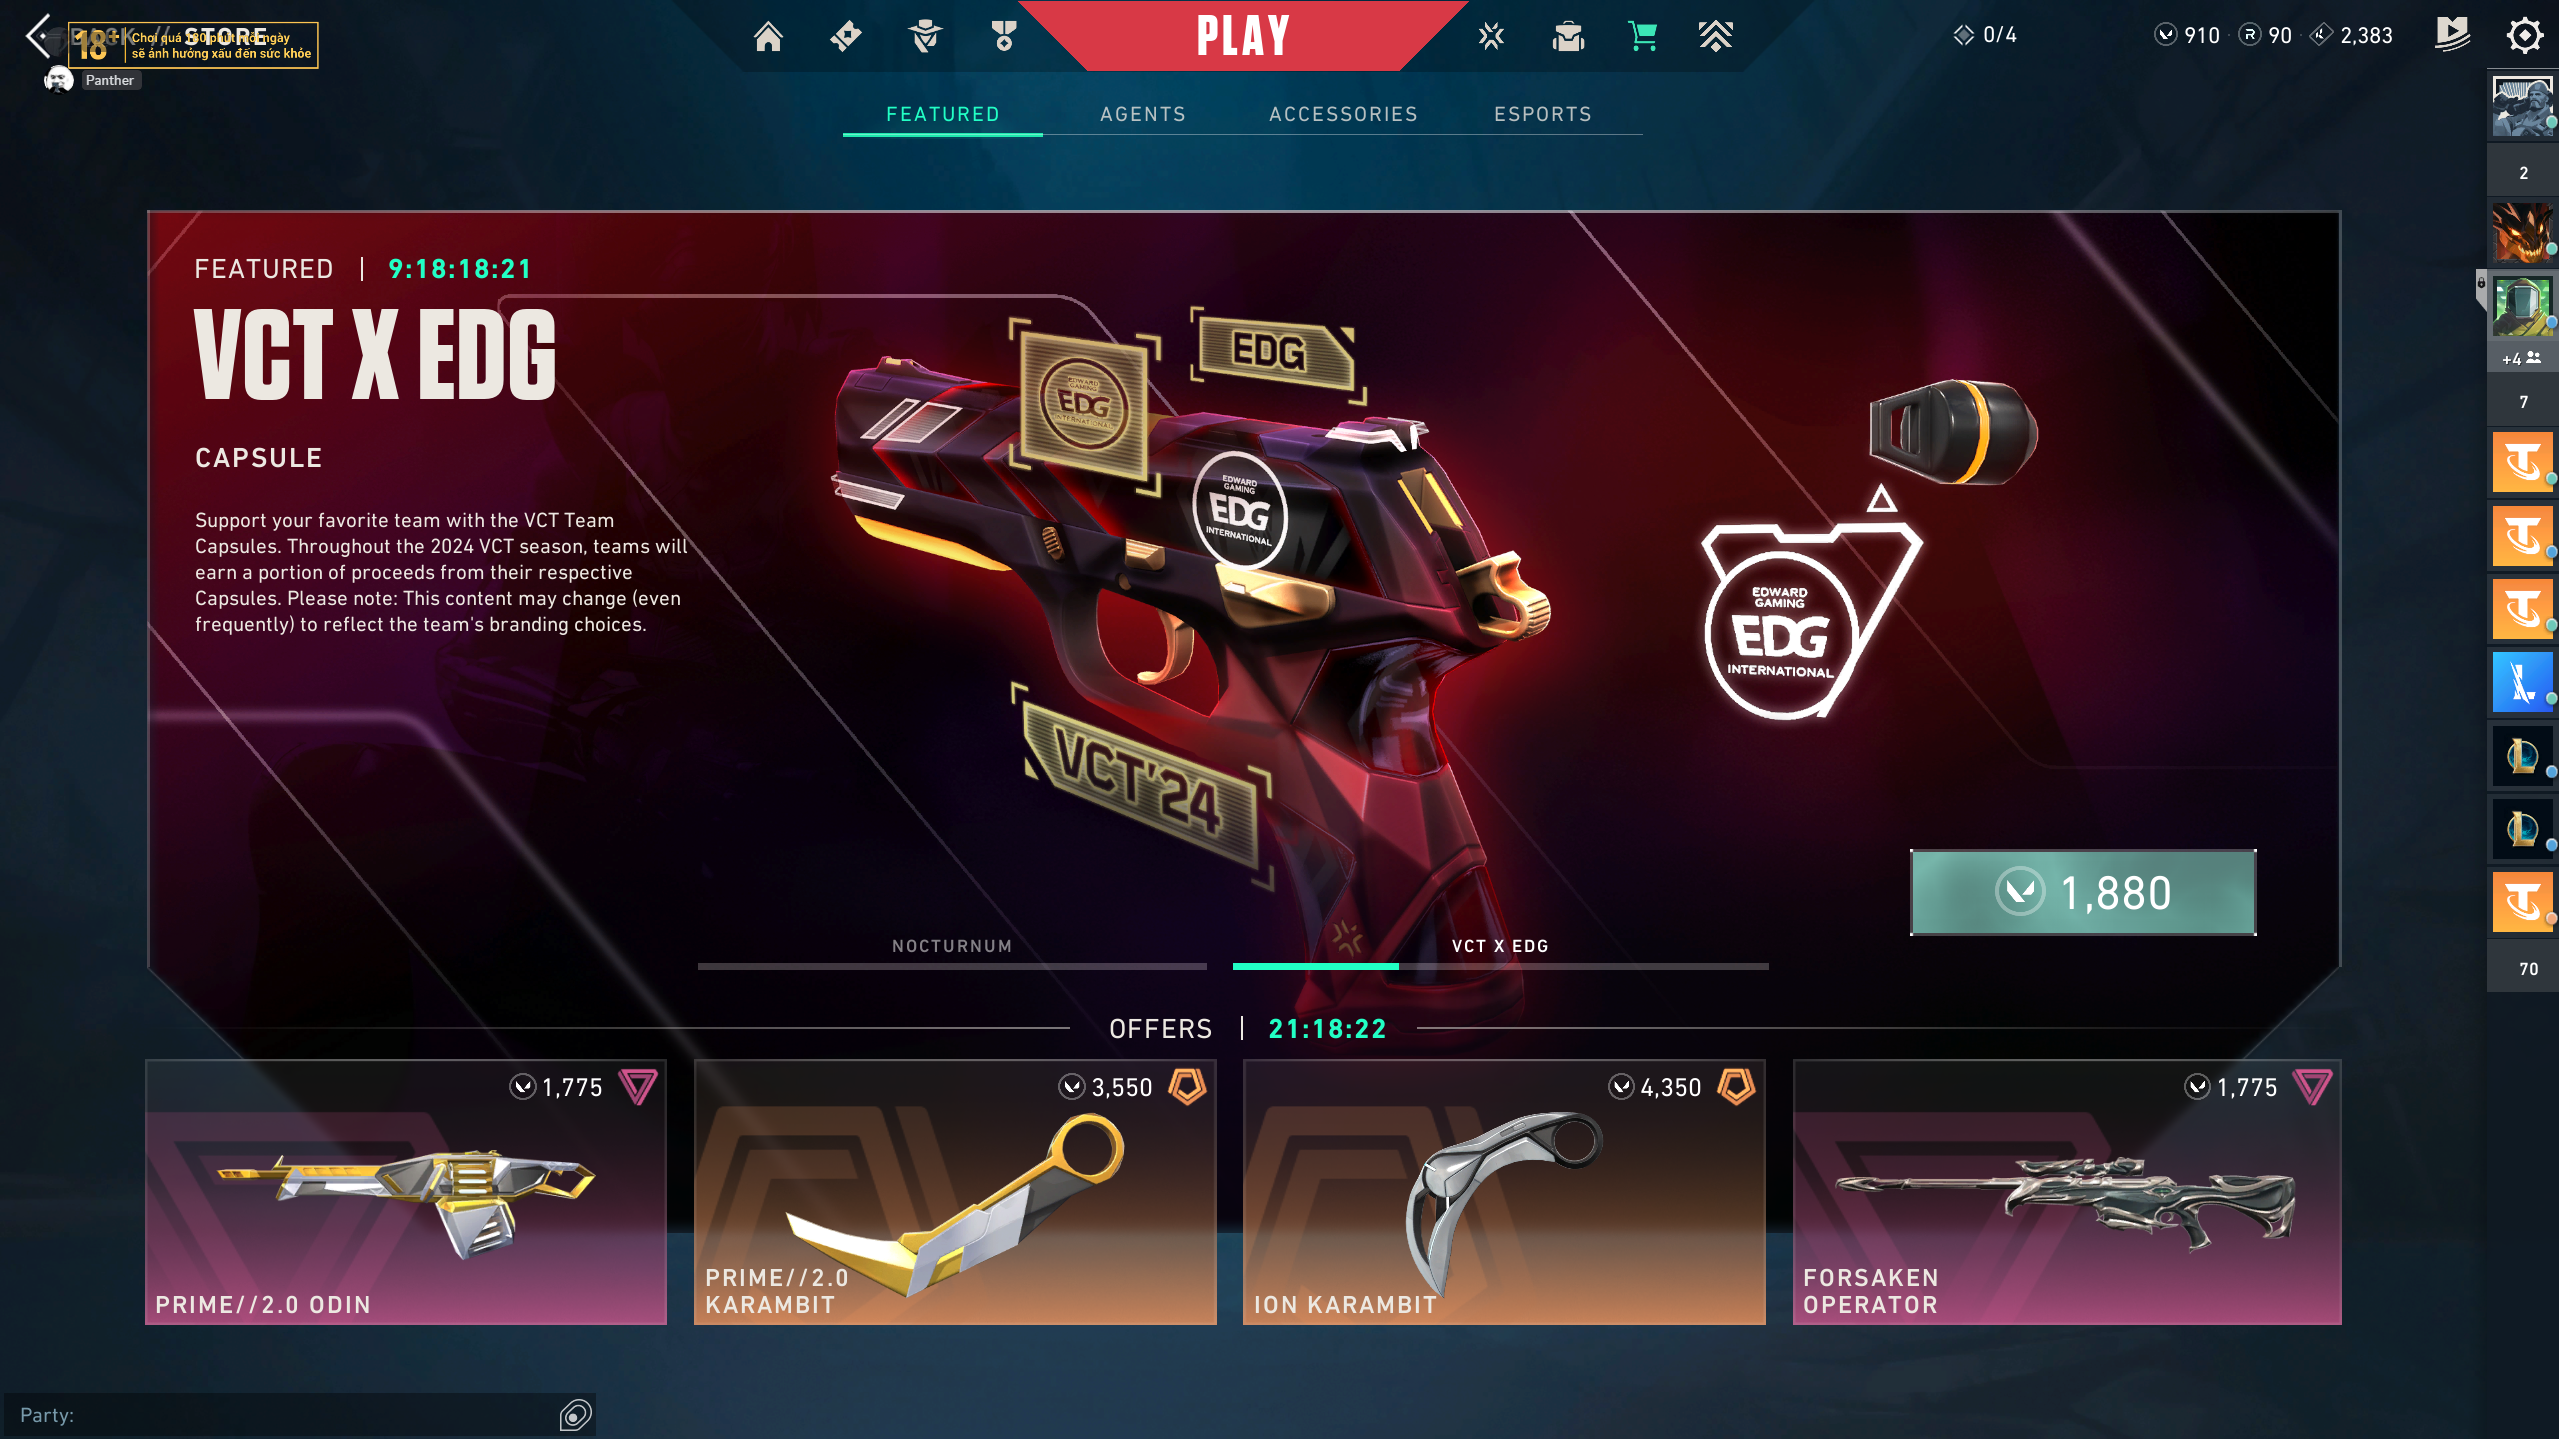 STORE
18+
Chơi quá 180 phút mỗi ngày
sẽ ảnh hưởng xấu đến sức khỏe
Panther
PLAY
0/4
910
90
2,383
FEATURED
AGENTS
ACCESSORIES
ESPORTS
FEATURED | 9:18:18:21
VCT X EDG
CAPSULE
Support your favorite team with the VCT Team
Capsules. Throughout the 2024 VCT season, teams will
earn a portion of proceeds from their respective
Capsules. Please note: This content may change (even
frequently) to reflect the team's branding choices.
EDWARD
GAMING
EDG
INTERNATIONAL
EDG
EDWARD
GAMING
EDG
INTERNATIONAL
VCT'24
EDWARD
GAMING
EDG
INTERNATIONAL
1,880
NOCTURNUM
VCT X EDG
OFFERS | 21:18:22
1,775
PRIME//2.0 ODIN
3,550
PRIME//2.0
KARAMBIT
4,350
ION KARAMBIT
1,775
FORSAKEN
OPERATOR
2
+4
7
70
Party: